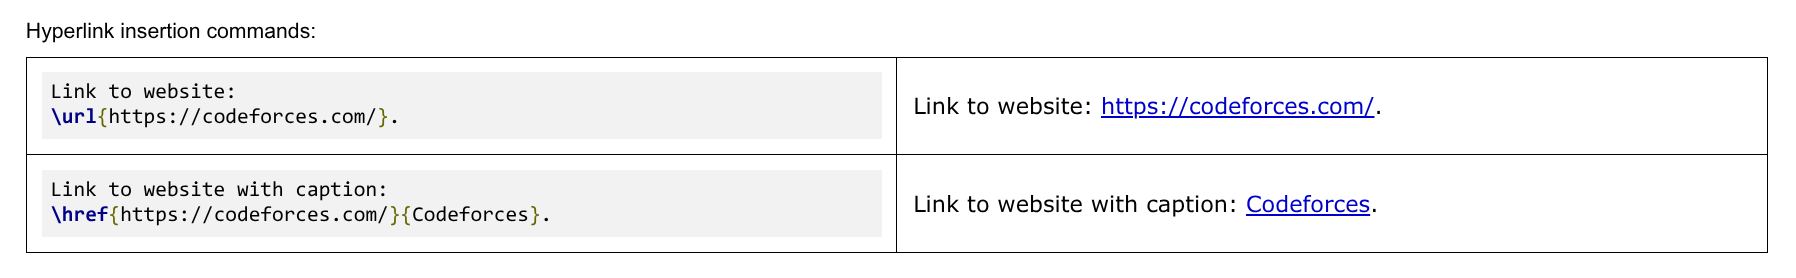 Hyperlink insertion commands:
Link to website:
\url{https://codeforces.com/}.
Link to website: https://codeforces.com/.
Link to website with caption:
\href{https://codeforces.com/}{Codeforces}.
Link to website with caption: Codeforces.